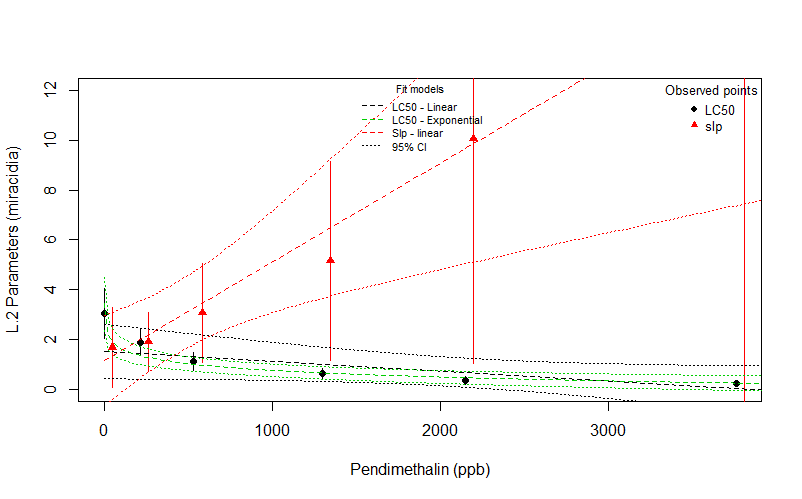 Fit models
LC50 - Linear
LC50 - Exponential
Slp - linear
95% CI
Observed points
LC50
slp
L.2 Parameters (miracidia)
12
10
8
6
4
2
0
0 1000 2000 3000
Pendimethalin (ppb)